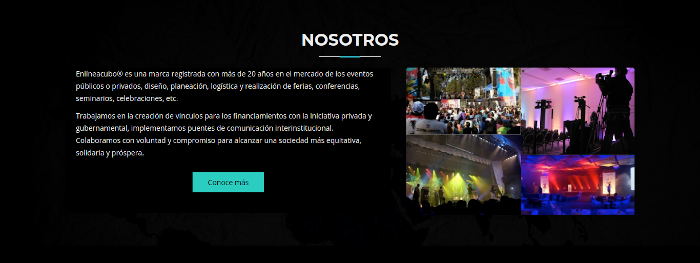 NOSOTROS
Enlíneacubo® es una marca registrada con más de 20 años en el mercado de los eventos
públicos o privados, diseño, planeación, logística y realización de ferias, conferencias,
seminarios, celebraciones, etc.
Trabajamos en la creación de vínculos para los financiamientos con la iniciativa privada y
gubernamental, implementamos puentes de comunicación interinstitucional.
Colaboramos con voluntad y compromiso para alcanzar una sociedad más equitativa,
solidaria y próspera.
Conoce más